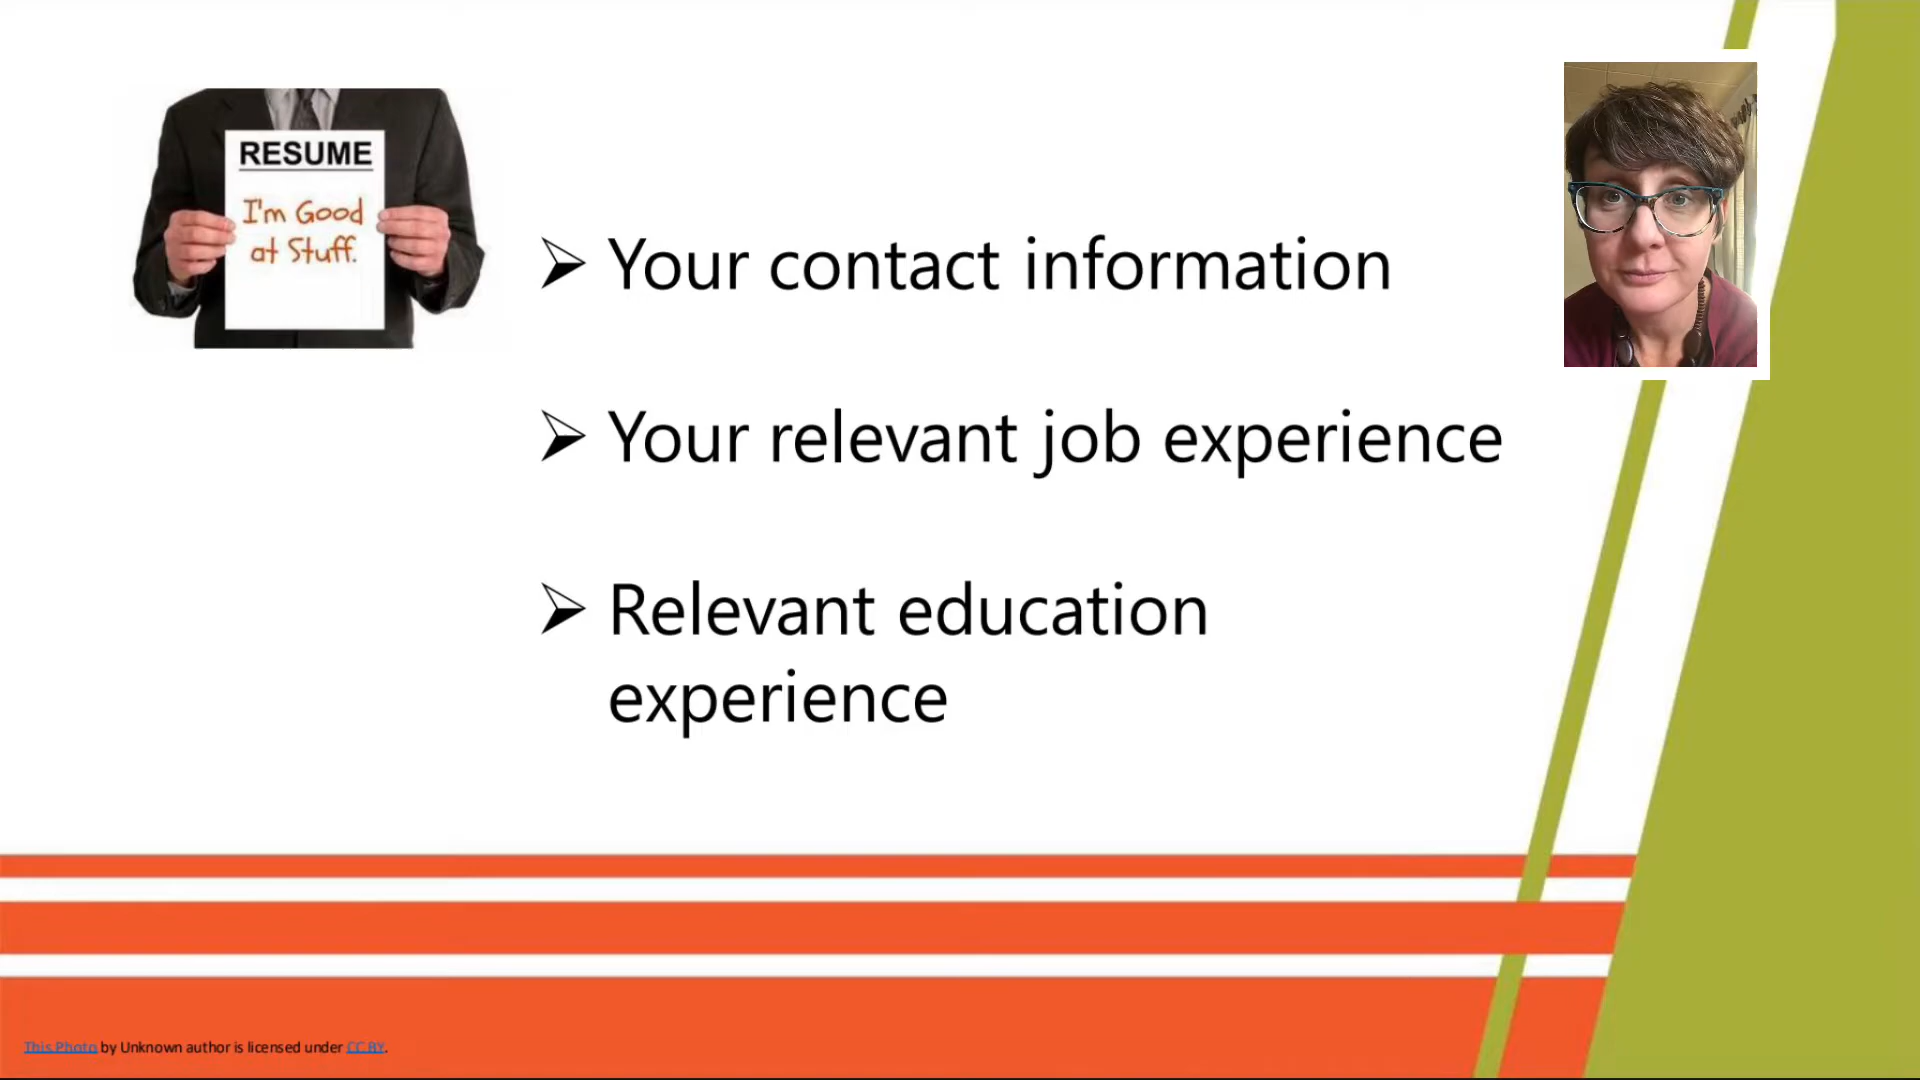 RESUME
I'm Good
at Stuff.
➢ Your contact information
➢ Your relevant job experience
➢ Relevant education
experience
This Photo by Unknown author is licensed under CC BY.